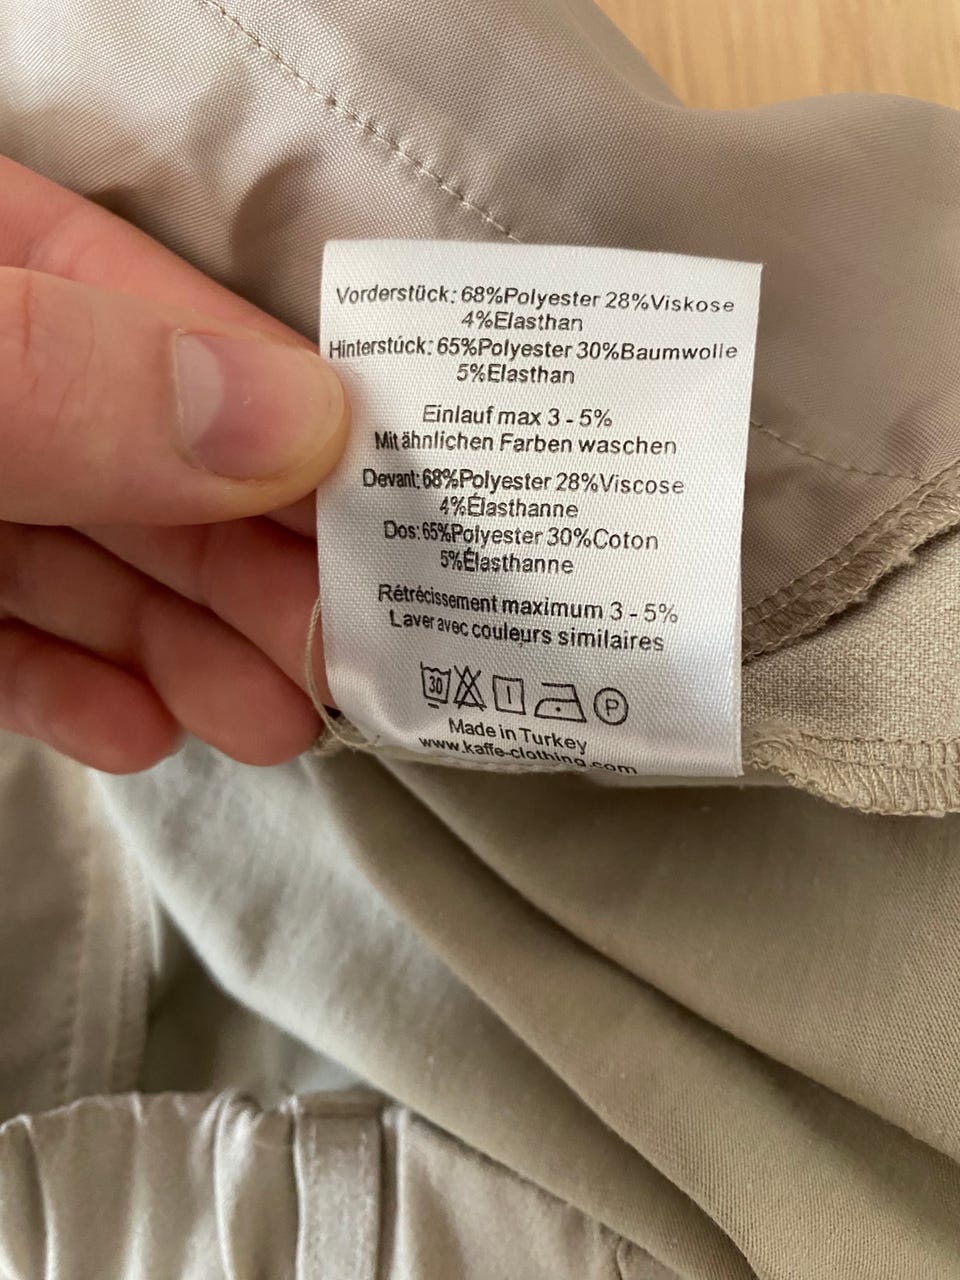 Vorderstück: 68%Polyester 28%Viskose
4%Elasthan
Hinterstück: 65%Polyester 30%Baumwolle
5%Elasthan
Einlauf max 3 - 5%
Mit ähnlichen Farben waschen
Devant: 68%Polyester 28%Viscose
4%Élasthanne
Dos: 65%Polyester 30%Coton
5%Élasthanne
Rétrécissement maximum 3 - 5%
Laver avec couleurs similaires
30 P
Made in Turkey
www.kaffe-clothing.com